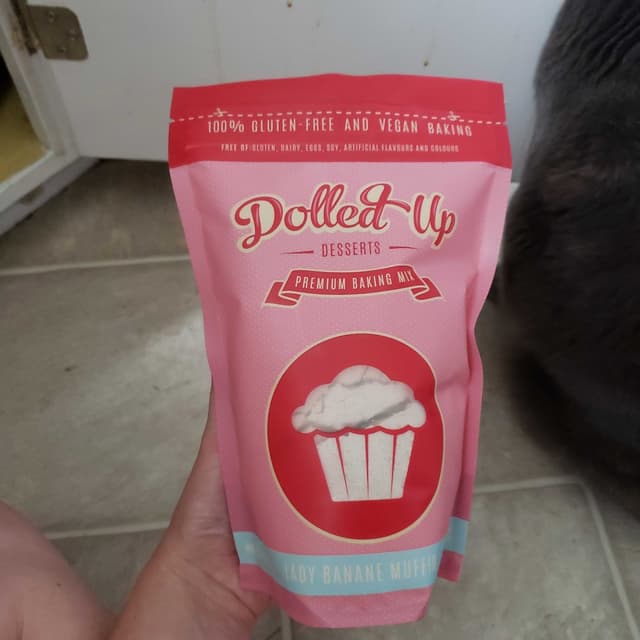 100% GLUTEN-FREE AND VEGAN BAKING
FREE OF: GLUTEN, DAIRY, EGGS, SOY, ARTIFICIAL FLAVOURS AND COLOURS
Dolled Up
DESSERTS
PREMIUM BAKING MIX
LADY BANANE MUFFIN